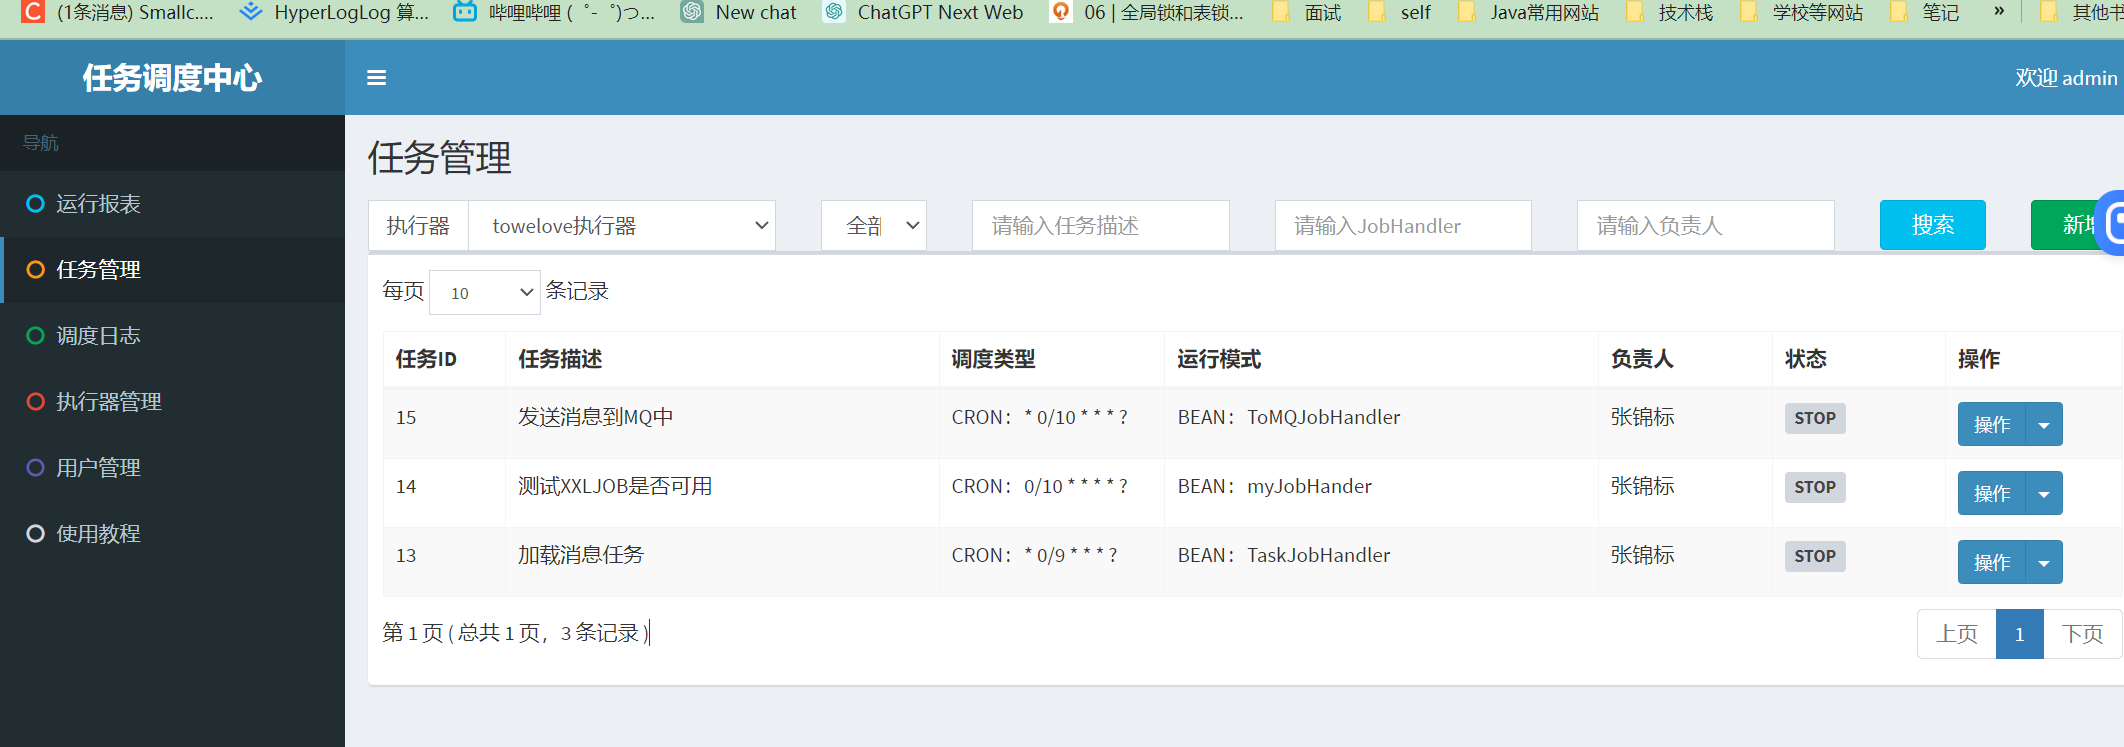 (1条消息) Smallc.... HyperLogLog 算... 哔哩哔哩 (゜-゜)つ... New chat ChatGPT Next Web 06 | 全局锁和表锁... 面试 self Java常用网站 技术栈 学校等网站 笔记 » 其他书
任务调度中心 欢迎 admin
导航
运行报表
任务管理
调度日志
执行器管理
用户管理
使用教程
任务管理
执行器 towelove执行器 全部 请输入任务描述 请输入JobHandler 请输入负责人 搜索 新增
每页 10 条记录
任务ID 任务描述 调度类型 运行模式 负责人 状态 操作
15 发送消息到MQ中 CRON：* 0/10 * * * ? BEAN：ToMQJobHandler 张锦标 STOP 操作
14 测试XXLJOB是否可用 CRON：0/10 * * * * ? BEAN：myJobHander 张锦标 STOP 操作
13 加载消息任务 CRON：* 0/9 * * * ? BEAN：TaskJobHandler 张锦标 STOP 操作
第 1 页 ( 总共 1 页，3 条记录 ) 上页 1 下页